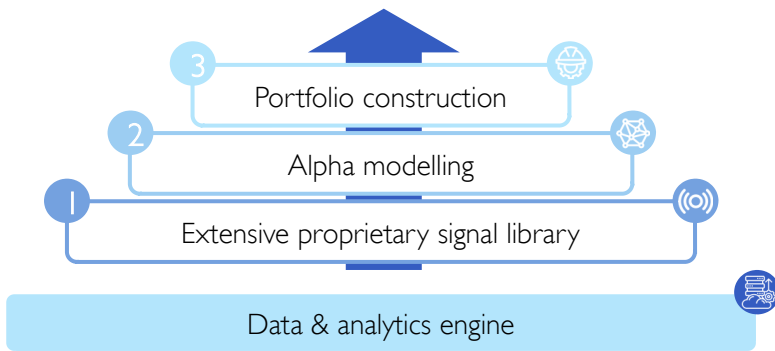 3
Portfolio construction
2
Alpha modelling
1
Extensive proprietary signal library
Data & analytics engine